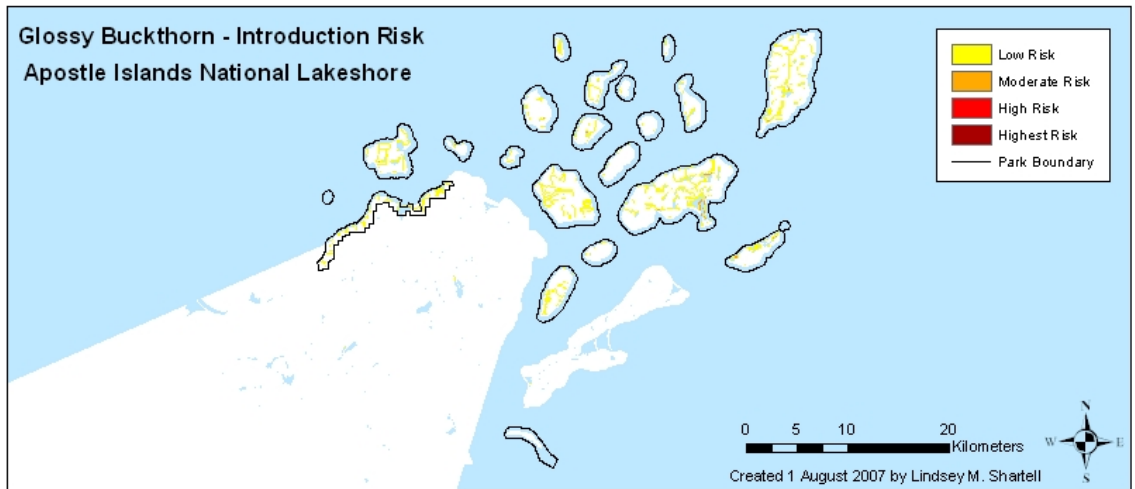 Glossy Buckthorn - Introduction Risk
Apostle Islands National Lakeshore
Low Risk
Moderate Risk
High Risk
Highest Risk
Park Boundary
0 5 10 20
Kilometers
Created 1 August 2007 by Lindsey M. Shartell
N
W E
S